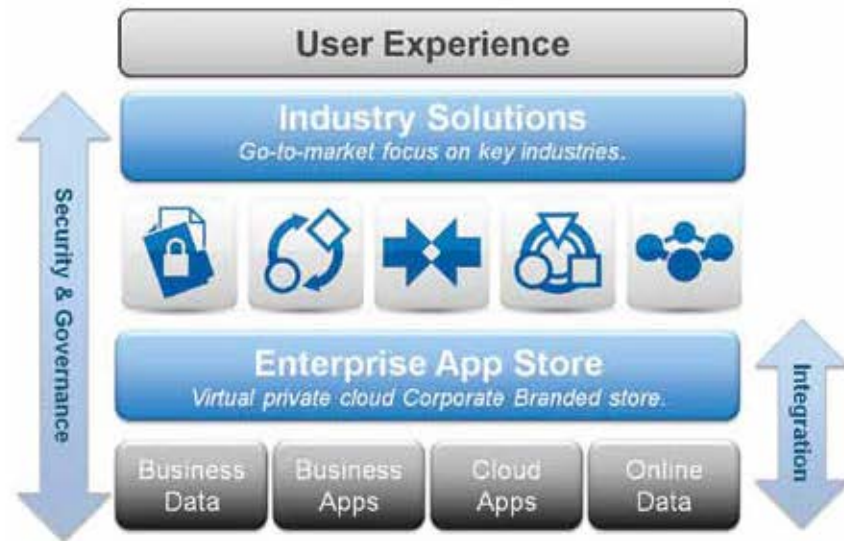 User Experience
Industry Solutions
Go-to-market focus on key industries.
Security & Governance
Enterprise App Store
Virtual private cloud Corporate Branded store.
Integration
Business
Data
Business
Apps
Cloud
Apps
Online
Data